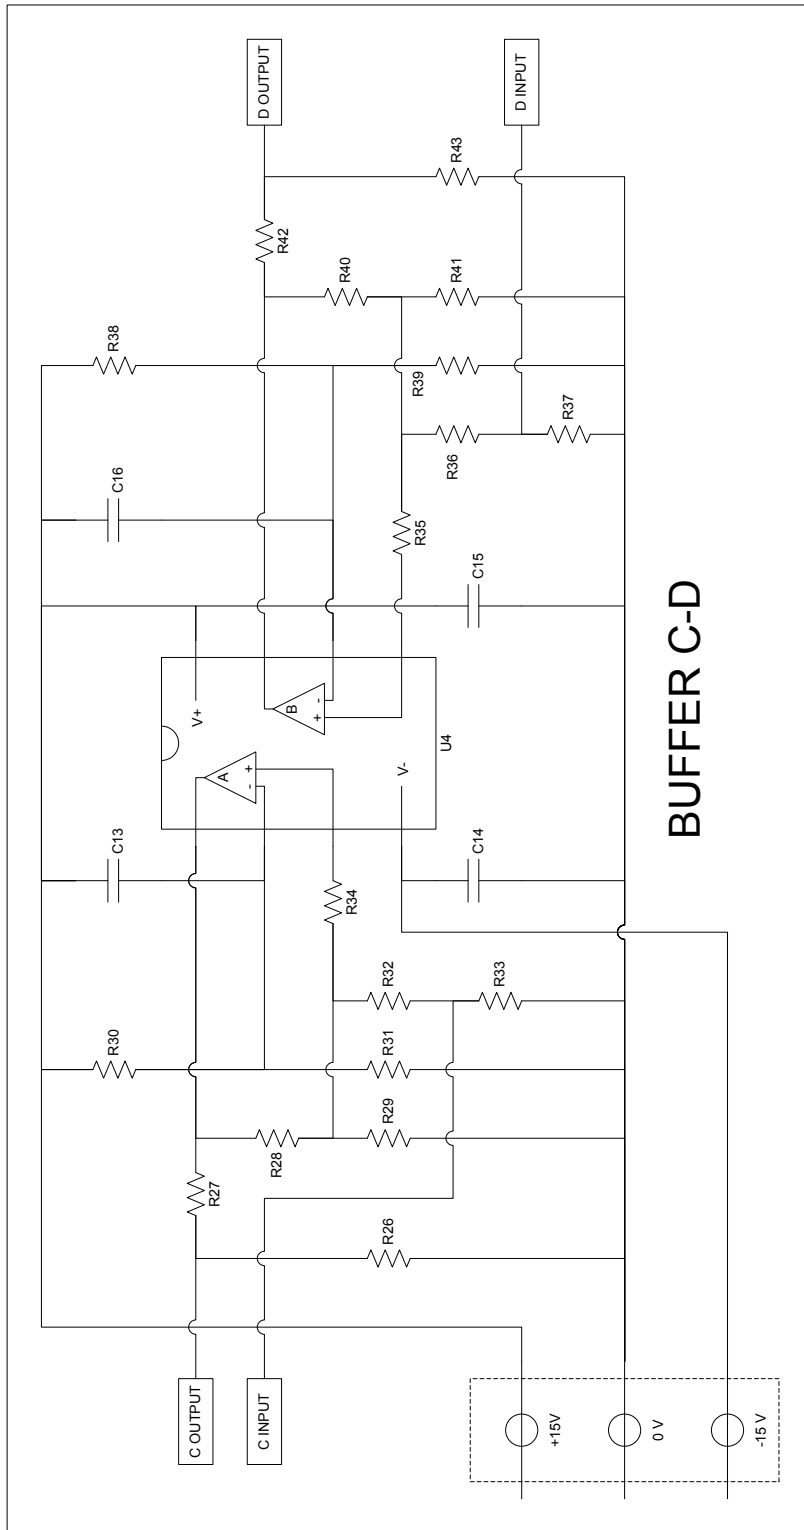 BUFFER C-D
C OUTPUT
C INPUT
D OUTPUT
D INPUT
+15V
0 V
-15 V
R26
R27
R28
R29
R30
R31
R32
R33
R34
C13
C14
U4
A
-
+
V-
V+
B
+
-
C15
C16
R35
R36
R37
R38
R39
R40
R41
R42
R43